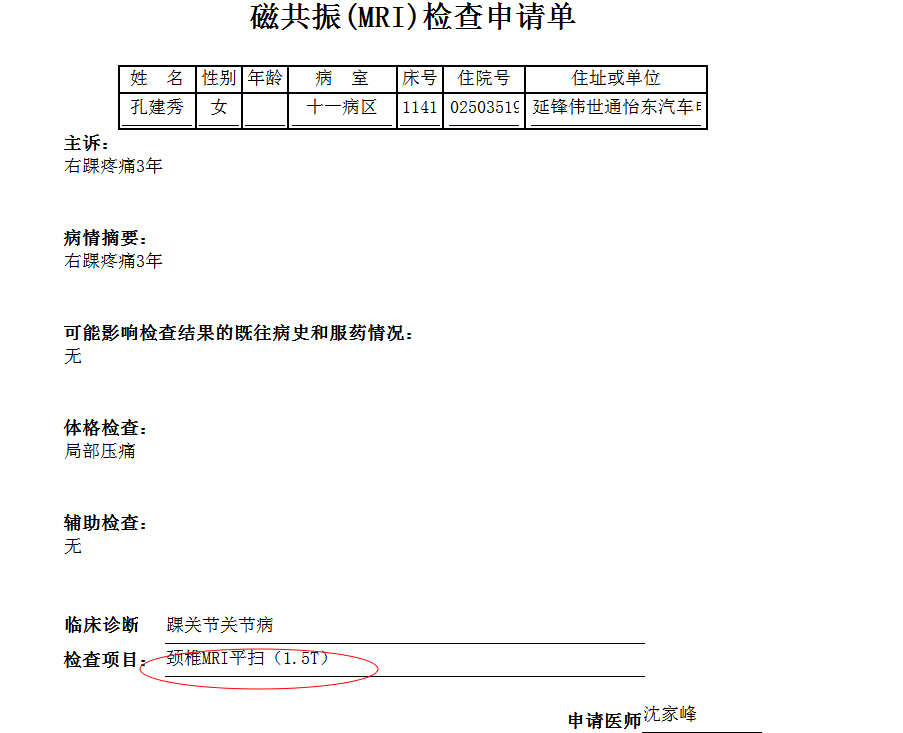 磁共振(MRI)检查申请单
姓 名 性别 年龄 病 室 床号 住院号 住址或单位
孔建秀 女 十一病区 1141 02503519 延锋伟世通怡东汽车
主诉:
右踝疼痛3年
病情摘要:
右踝疼痛3年
可能影响检查结果的既往病史和服药情况:
无
体格检查:
局部压痛
辅助检查:
无
临床诊断 踝关节关节病
检查项目: 颈椎MRI平扫（1.5T）
申请医师 沈家峰